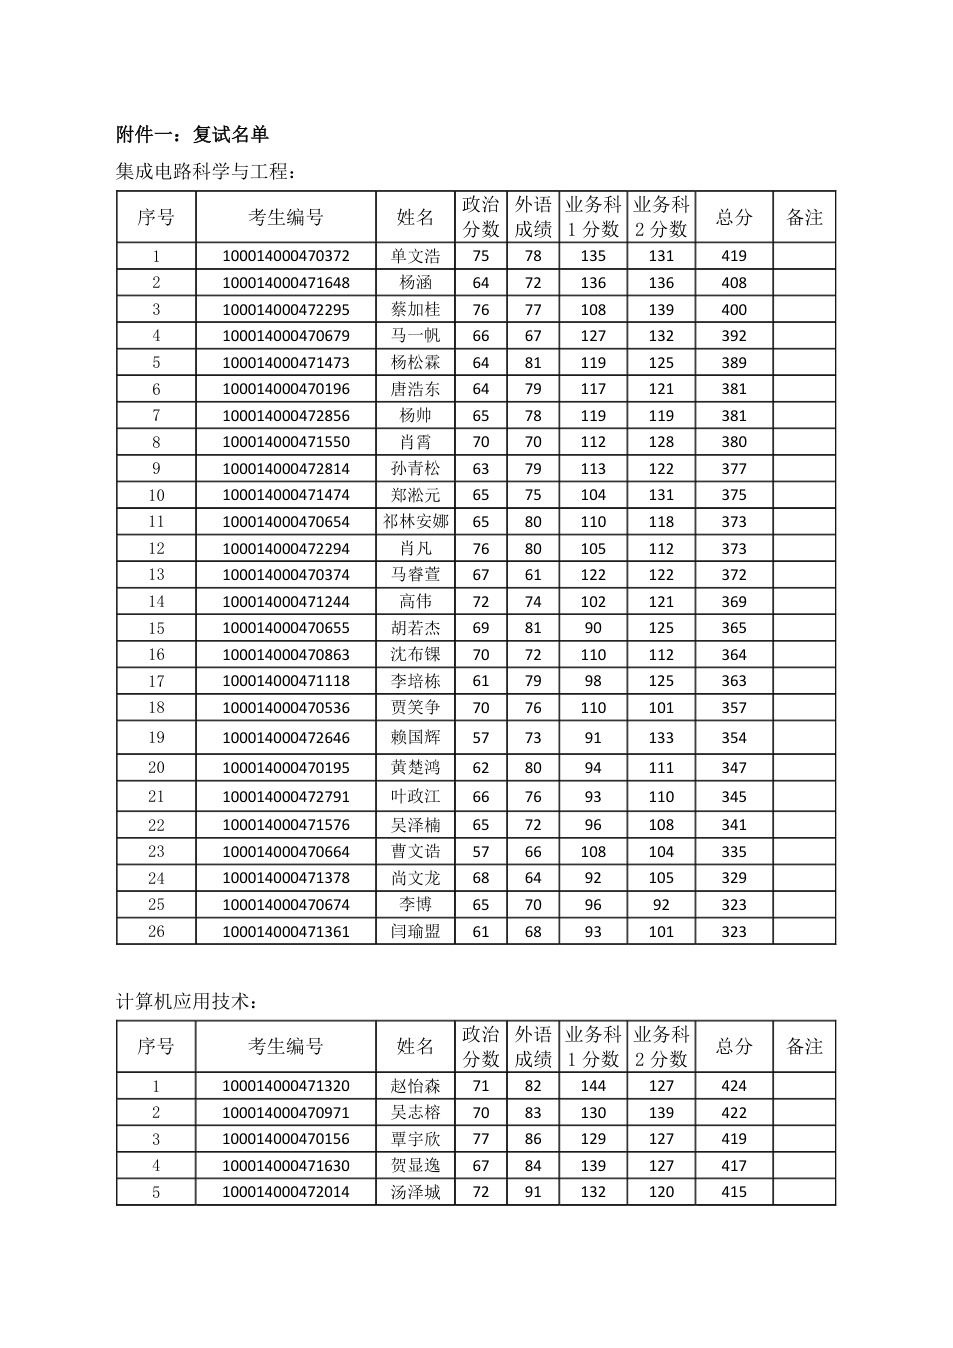 附件一：复试名单
集成电路科学与工程：
序号 考生编号 姓名 政治分数 外语成绩 业务科1分数 业务科2分数 总分 备注
1 100014000470372 单文浩 75 78 135 131 419
2 100014000471648 杨涵 64 72 136 136 408
3 100014000472295 蔡加桂 76 77 108 139 400
4 100014000470679 马一帆 66 67 127 132 392
5 100014000471473 杨松霖 64 81 119 125 389
6 100014000470196 唐浩东 64 79 117 121 381
7 100014000472856 杨帅 65 78 119 119 381
8 100014000471550 肖霄 70 70 112 128 380
9 100014000472814 孙青松 63 79 113 122 377
10 100014000471474 郑淞元 65 75 104 131 375
11 100014000470654 祁林安娜 65 80 110 118 373
12 100014000472294 肖凡 76 80 105 112 373
13 100014000470374 马睿萱 67 61 122 122 372
14 100014000471244 高伟 72 74 102 121 369
15 100014000470655 胡若杰 69 81 90 125 365
16 100014000470863 沈布锞 70 72 110 112 364
17 100014000471118 李培栋 61 79 98 125 363
18 100014000470536 贾笑争 70 76 110 101 357
19 100014000472646 赖国辉 57 73 91 133 354
20 100014000470195 黄楚鸿 62 80 94 111 347
21 100014000472791 叶政江 66 76 93 110 345
22 100014000471576 吴泽楠 65 72 96 108 341
23 100014000470664 曹文诰 57 66 108 104 335
24 100014000471378 尚文龙 68 64 92 105 329
25 100014000470674 李博 65 70 96 92 323
26 100014000471361 闫瑜盟 61 68 93 101 323
计算机应用技术：
序号 考生编号 姓名 政治分数 外语成绩 业务科1分数 业务科2分数 总分 备注
1 100014000471320 赵怡森 71 82 144 127 424
2 100014000470971 吴志榕 70 83 130 139 422
3 100014000470156 覃宇欣 77 86 129 127 419
4 100014000471630 贺显逸 67 84 139 127 417
5 100014000472014 汤泽城 72 91 132 120 415